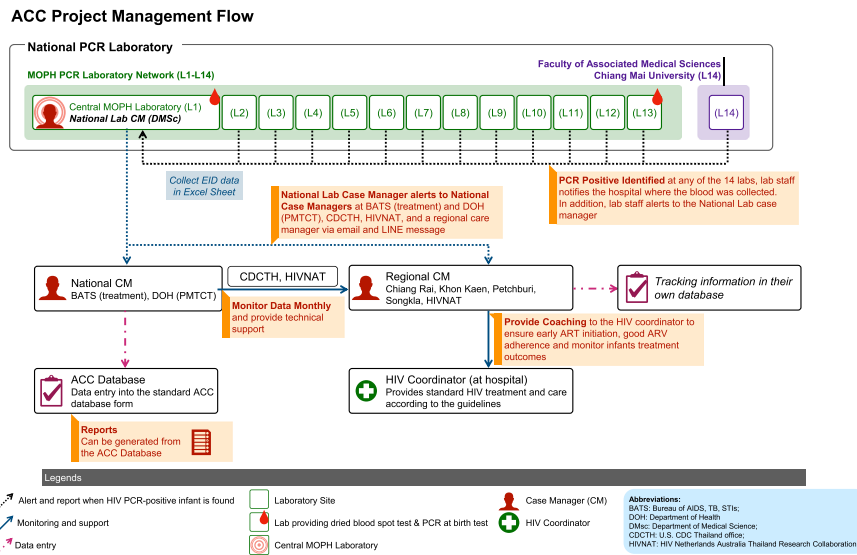 ACC Project Management Flow
National PCR Laboratory
MOPH PCR Laboratory Network (L1-L14)
Faculty of Associated Medical Sciences
Chiang Mai University (L14)
Central MOPH Laboratory (L1)
National Lab CM (DMSc)
(L2)
(L3)
(L4)
(L5)
(L6)
(L7)
(L8)
(L9)
(L10)
(L11)
(L12)
(L13)
(L14)
Collect EID data
in Excel Sheet
National Lab Case Manager alerts to National
Case Managers at BATS (treatment) and DOH
(PMTCT), CDCTH, HIVNAT, and a regional care
manager via email and LINE message
PCR Positive Identified at any of the 14 labs, lab staff
notifies the hospital where the blood was collected.
In addition, lab staff alerts to the National Lab case
manager
National CM
BATS (treatment), DOH (PMTCT)
CDCTH, HIVNAT
Monitor Data Monthly
and provide technical
support
Regional CM
Chiang Rai, Khon Kaen, Petchburi,
Songkla, HIVNAT
Tracking information in their
own database
Provide Coaching to the HIV coordinator to
ensure early ART initiation, good ARV
adherence and monitor infants treatment
outcomes
ACC Database
Data entry into the standard ACC
database form
HIV Coordinator (at hospital)
Provides standard HIV treatment and care
according to the guidelines
Reports
Can be generated from
the ACC Database
Legends
Alert and report when HIV PCR-positive infant is found
Monitoring and support
Data entry
Laboratory Site
Lab providing dried blood spot test & PCR at birth test
Central MOPH Laboratory
Case Manager (CM)
HIV Coordinator
Abbreviations:
BATS: Bureau of AIDS, TB, STIs;
DOH: Department of Health
DMsc: Department of Medical Science;
CDCTH: U.S. CDC Thailand office;
HIVNAT: HIV Netherlands Australia Thailand Research Collaboration